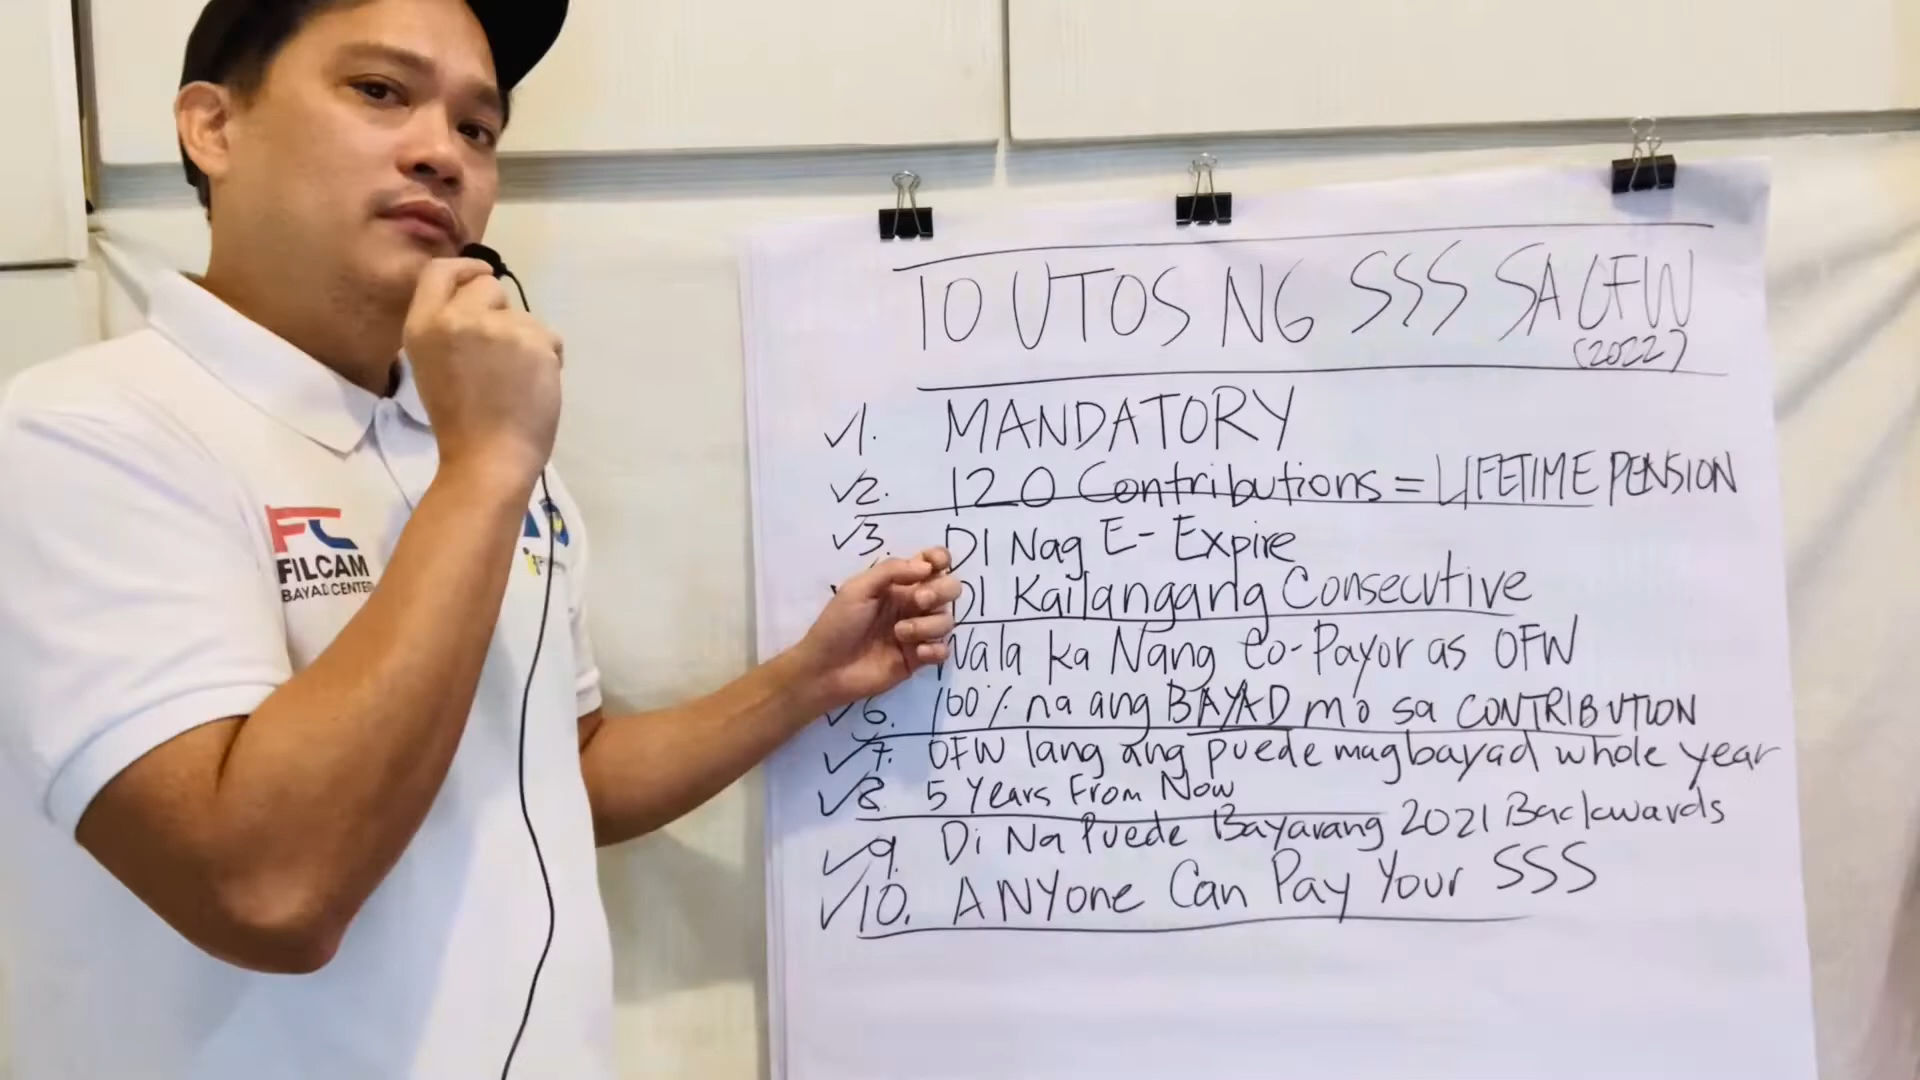 10 UTOS NG SSS SA OFW
(2022)
1. MANDATORY
2. 120 Contributions = LIFETIME PENSION
3. DI Nag E-Expire
DI Kailangang Consecutive
Wala ka Nang Co-Payor as OFW
6. 100% na ang BAYAD mo sa CONTRIBUTION
7. OFW lang ang puede magbayad whole year
8 5 Years From Now
9. Di Na Puede Bayarang 2021 Backwards
10. ANYone Can Pay Your SSS
FC
FILCAM
BAYAD CENTER